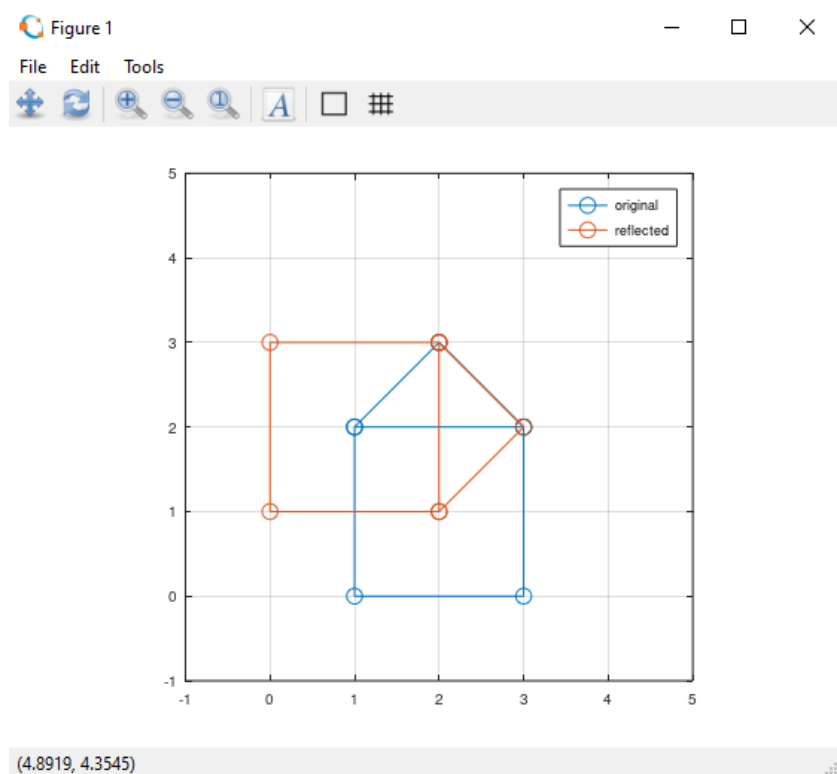 Figure 1
File Edit Tools
A
5
original
reflected
4
3
2
1
0
-1
-1 0 1 2 3 4 5
(4.8919, 4.3545)